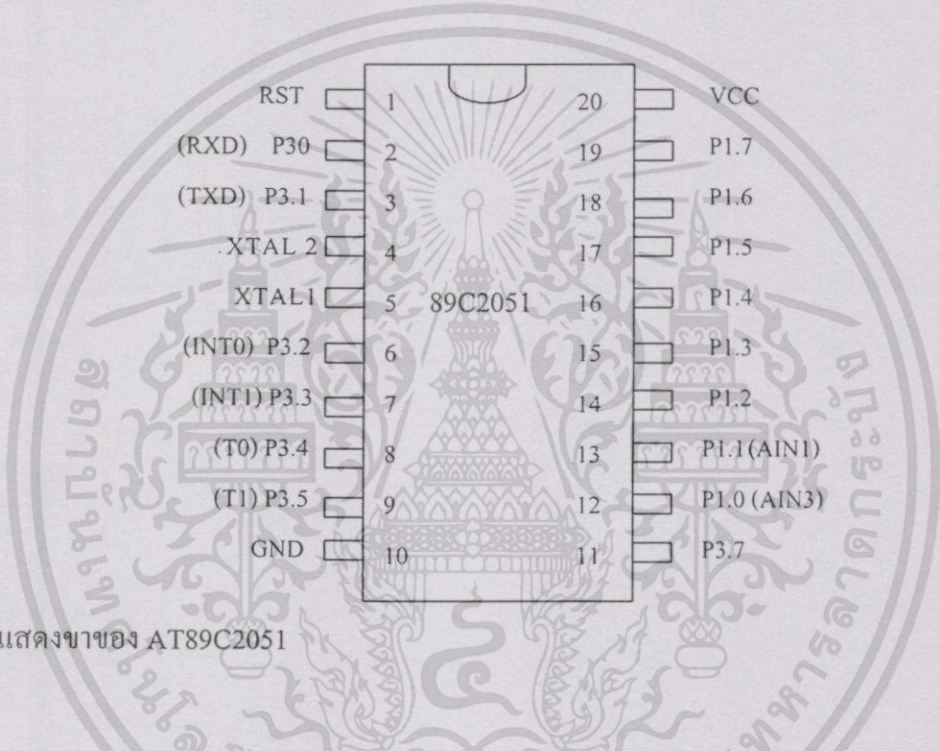 RST 1 20 VCC
(RXD) P30 2 19 P1.7
(TXD) P3.1 3 18 P1.6
XTAL 2 4 17 P1.5
XTAL1 5 89C2051 16 P1.4
(INT0) P3.2 6 15 P1.3
(INT1) P3.3 7 14 P1.2
(T0) P3.4 8 13 P1.1(AIN1)
(T1) P3.5 9 12 P1.0 (AIN3)
GND 10 11 P3.7
แสดงขาของ AT89C2051